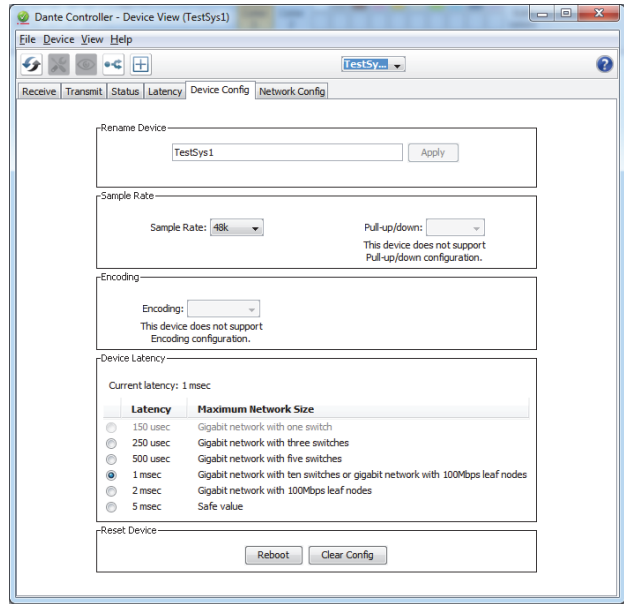 Dante Controller - Device View (TestSys1)
File Device View Help
TestSy...
?
Receive Transmit Status Latency Device Config Network Config
Rename Device
TestSys1 Apply
Sample Rate
Sample Rate: 48k Pull-up/down:
This device does not support
Pull-up/down configuration.
Encoding
Encoding:
This device does not support
Encoding configuration.
Device Latency
Current latency: 1 msec
Latency Maximum Network Size
150 usec Gigabit network with one switch
250 usec Gigabit network with three switches
500 usec Gigabit network with five switches
1 msec Gigabit network with ten switches or gigabit network with 100Mbps leaf nodes
2 msec Gigabit network with 100Mbps leaf nodes
5 msec Safe value
Reset Device
Reboot Clear Config